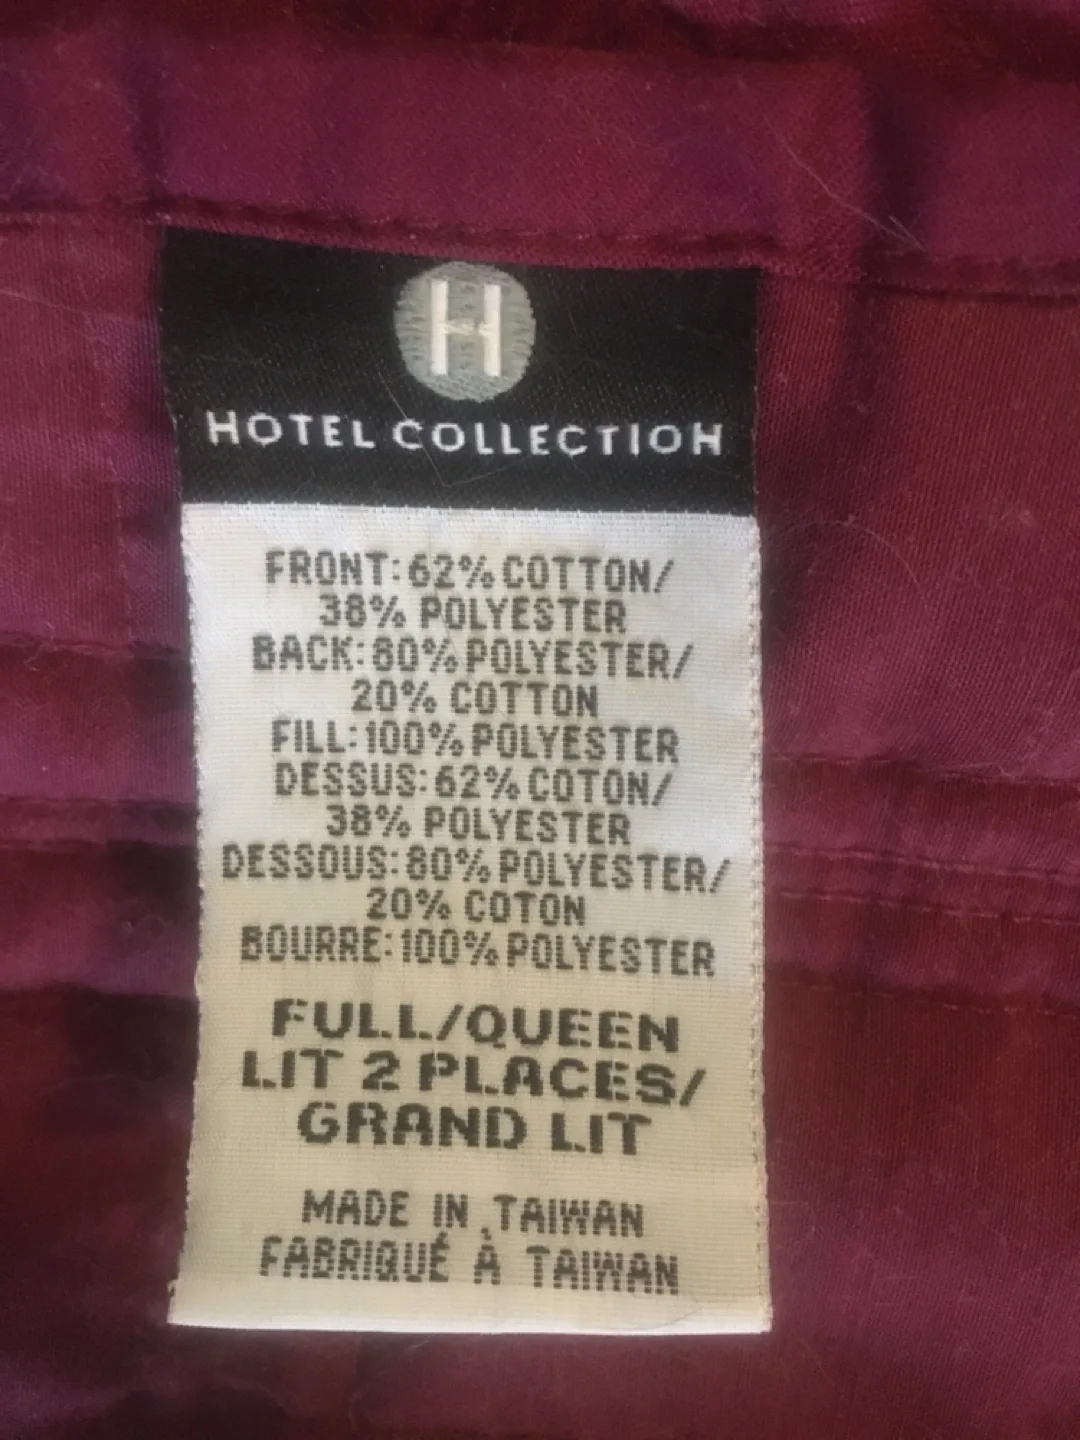 H
HOTEL COLLECTION
FRONT: 62% COTTON/
38% POLYESTER
BACK: 80% POLYESTER/
20% COTTON
FILL: 100% POLYESTER
DESSUS: 62% COTON/
38% POLYESTER
DESSOUS: 80% POLYESTER/
20% COTON
BOURRE: 100% POLYESTER
FULL/QUEEN
LIT 2 PLACES/
GRAND LIT
MADE IN TAIWAN
FABRIQUÉ À TAIWAN